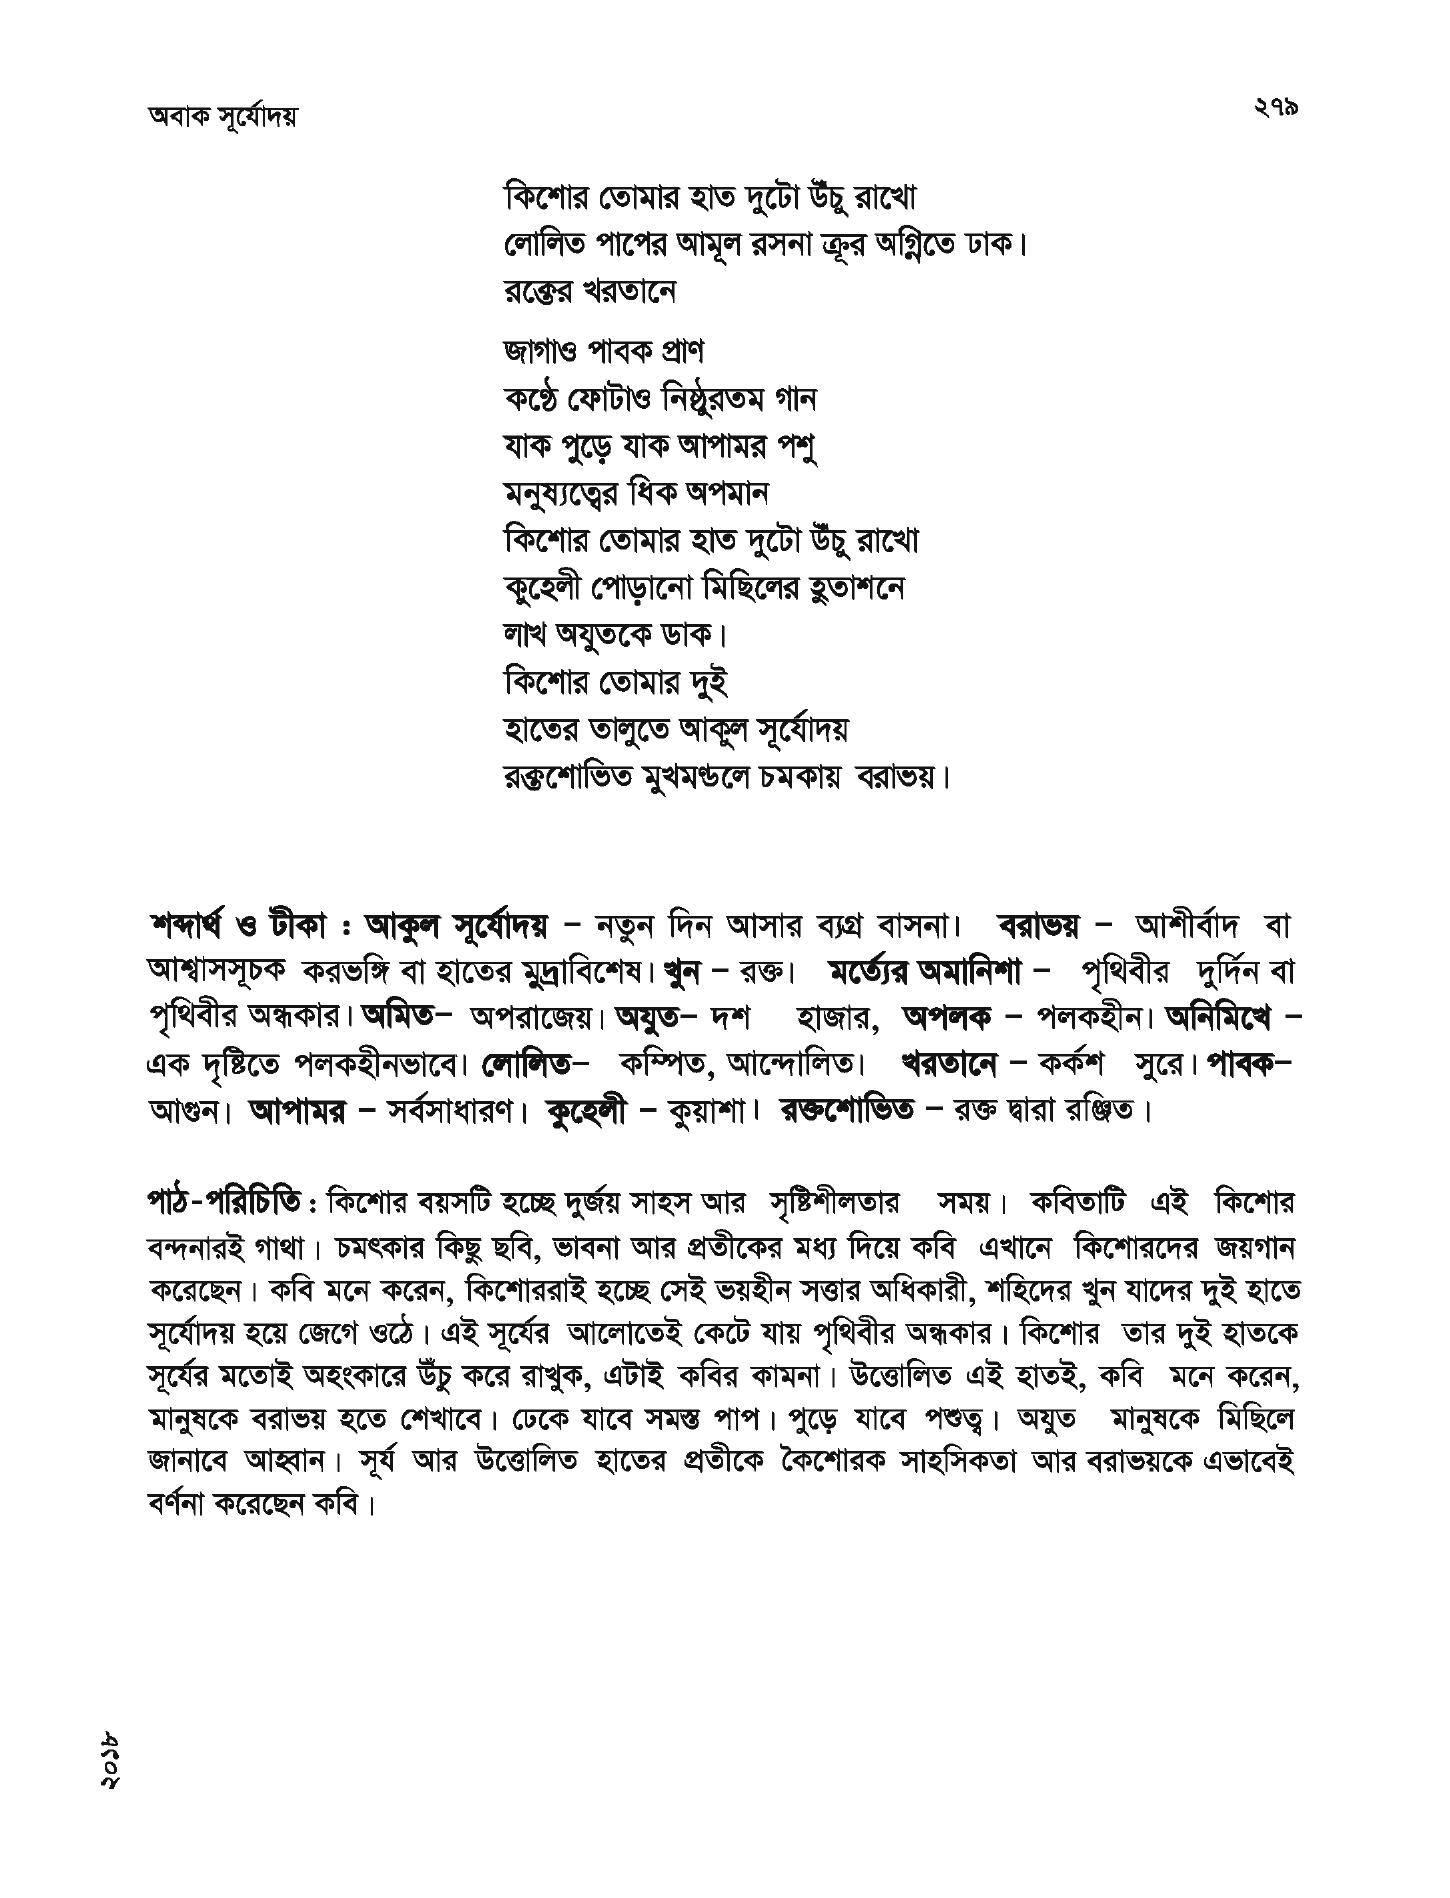 অবাক সূর্যোদয়
২৭৯
কিশোর তোমার হাত দুটো উঁচু রাখো
লোলিত পাপের আমূল রসনা ক্রূর অগ্নিতে ঢাক।
রক্তের খরতানে
জাগাও পাবক প্রাণ
কণ্ঠে ফোটাও নিষ্ঠুরতম গান
যাক পুড়ে যাক আপামর পশু
মনুষ্যত্বের ধিক অপমান
কিশোর তোমার হাত দুটো উঁচু রাখো
কুহেলী পোড়ানো মিছিলের হুতাশনে
লাখ অযুতকে ডাক।
কিশোর তোমার দুই
হাতের তালুতে আকুল সূর্যোদয়
রক্তশোভিত মুখমণ্ডলে চমকায় বরাভয়।
শব্দার্থ ও টীকা : আকুল সূর্যোদয় – নতুন দিন আসার ব্যগ্র বাসনা। বরাভয় – আশীর্বাদ বা
আশ্বাসসূচক করভঙ্গি বা হাতের মুদ্রাবিশেষ। খুন – রক্ত। মর্ত্যের অমানিশা – পৃথিবীর দুর্দিন বা
পৃথিবীর অন্ধকার। অমিত– অপরাজেয়। অযুত– দশ হাজার, অপলক – পলকহীন। অনিমিখে –
এক দৃষ্টিতে পলকহীনভাবে। লোলিত– কম্পিত, আন্দোলিত। খরতানে – কর্কশ সুরে। পাবক–
আগুন। আপামর – সর্বসাধারণ। কুহেলী – কুয়াশা। রক্তশোভিত – রক্ত দ্বারা রঞ্জিত।
পাঠ-পরিচিতি : কিশোর বয়সটি হচ্ছে দুর্জয় সাহস আর সৃষ্টিশীলতার সময়। কবিতাটি এই কিশোর
বন্দনারই গাথা। চমৎকার কিছু ছবি, ভাবনা আর প্রতীকের মধ্য দিয়ে কবি এখানে কিশোরদের জয়গান
করেছেন। কবি মনে করেন, কিশোররাই হচ্ছে সেই ভয়হীন সত্তার অধিকারী, শহিদের খুন যাদের দুই হাতে
সূর্যোদয় হয়ে জেগে ওঠে। এই সূর্যের আলোতেই কেটে যায় পৃথিবীর অন্ধকার। কিশোর তার দুই হাতকে
সূর্যের মতোই অহংকারে উঁচু করে রাখুক, এটাই কবির কামনা। উত্তোলিত এই হাতই, কবি মনে করেন,
মানুষকে বরাভয় হতে শেখাবে। ঢেকে যাবে সমস্ত পাপ। পুড়ে যাবে পশুত্ব। অযুত মানুষকে মিছিলে
জানাবে আহ্বান। সূর্য আর উত্তোলিত হাতের প্রতীকে কৈশোরক সাহসিকতা আর বরাভয়কে এভাবেই
বর্ণনা করেছেন কবি।
২০১৮